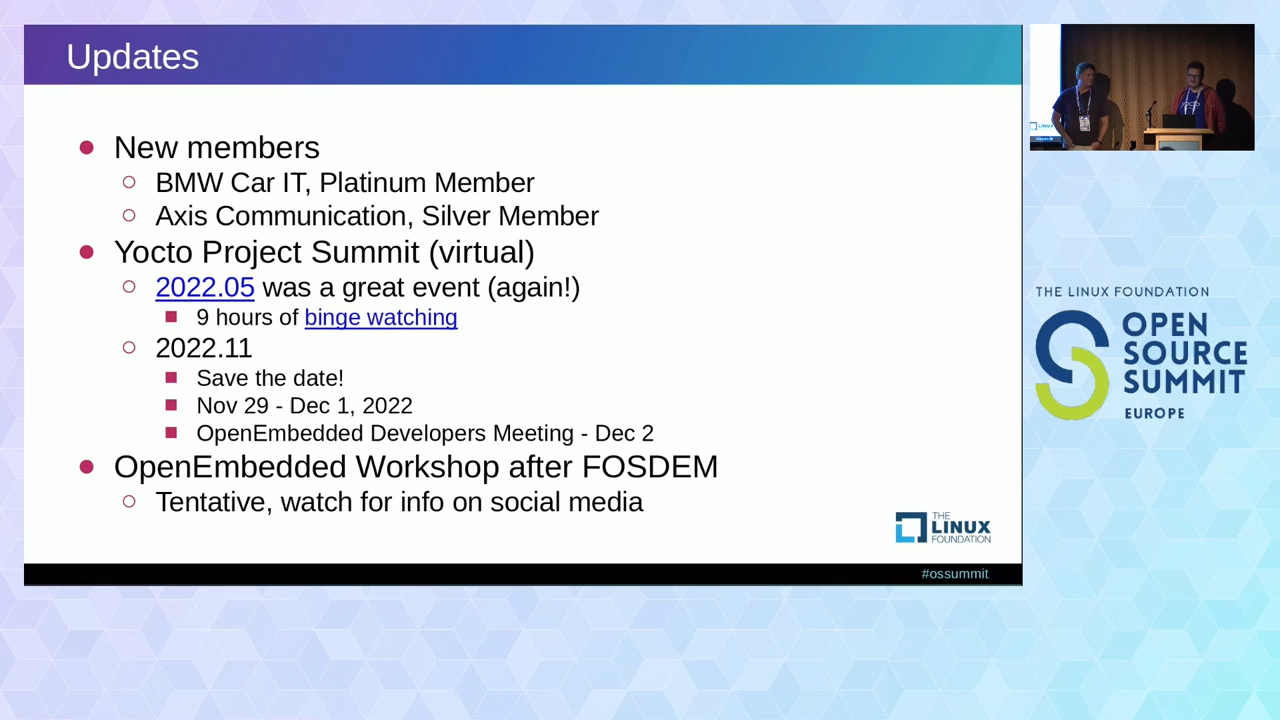 Updates
New members
BMW Car IT, Platinum Member
Axis Communication, Silver Member
Yocto Project Summit (virtual)
2022.05 was a great event (again!)
9 hours of binge watching
2022.11
Save the date!
Nov 29 - Dec 1, 2022
OpenEmbedded Developers Meeting - Dec 2
OpenEmbedded Workshop after FOSDEM
Tentative, watch for info on social media
THE
LINUX
FOUNDATION
#ossummit
THE LINUX FOUNDATION
OPEN
SOURCE
SUMMIT
EUROPE